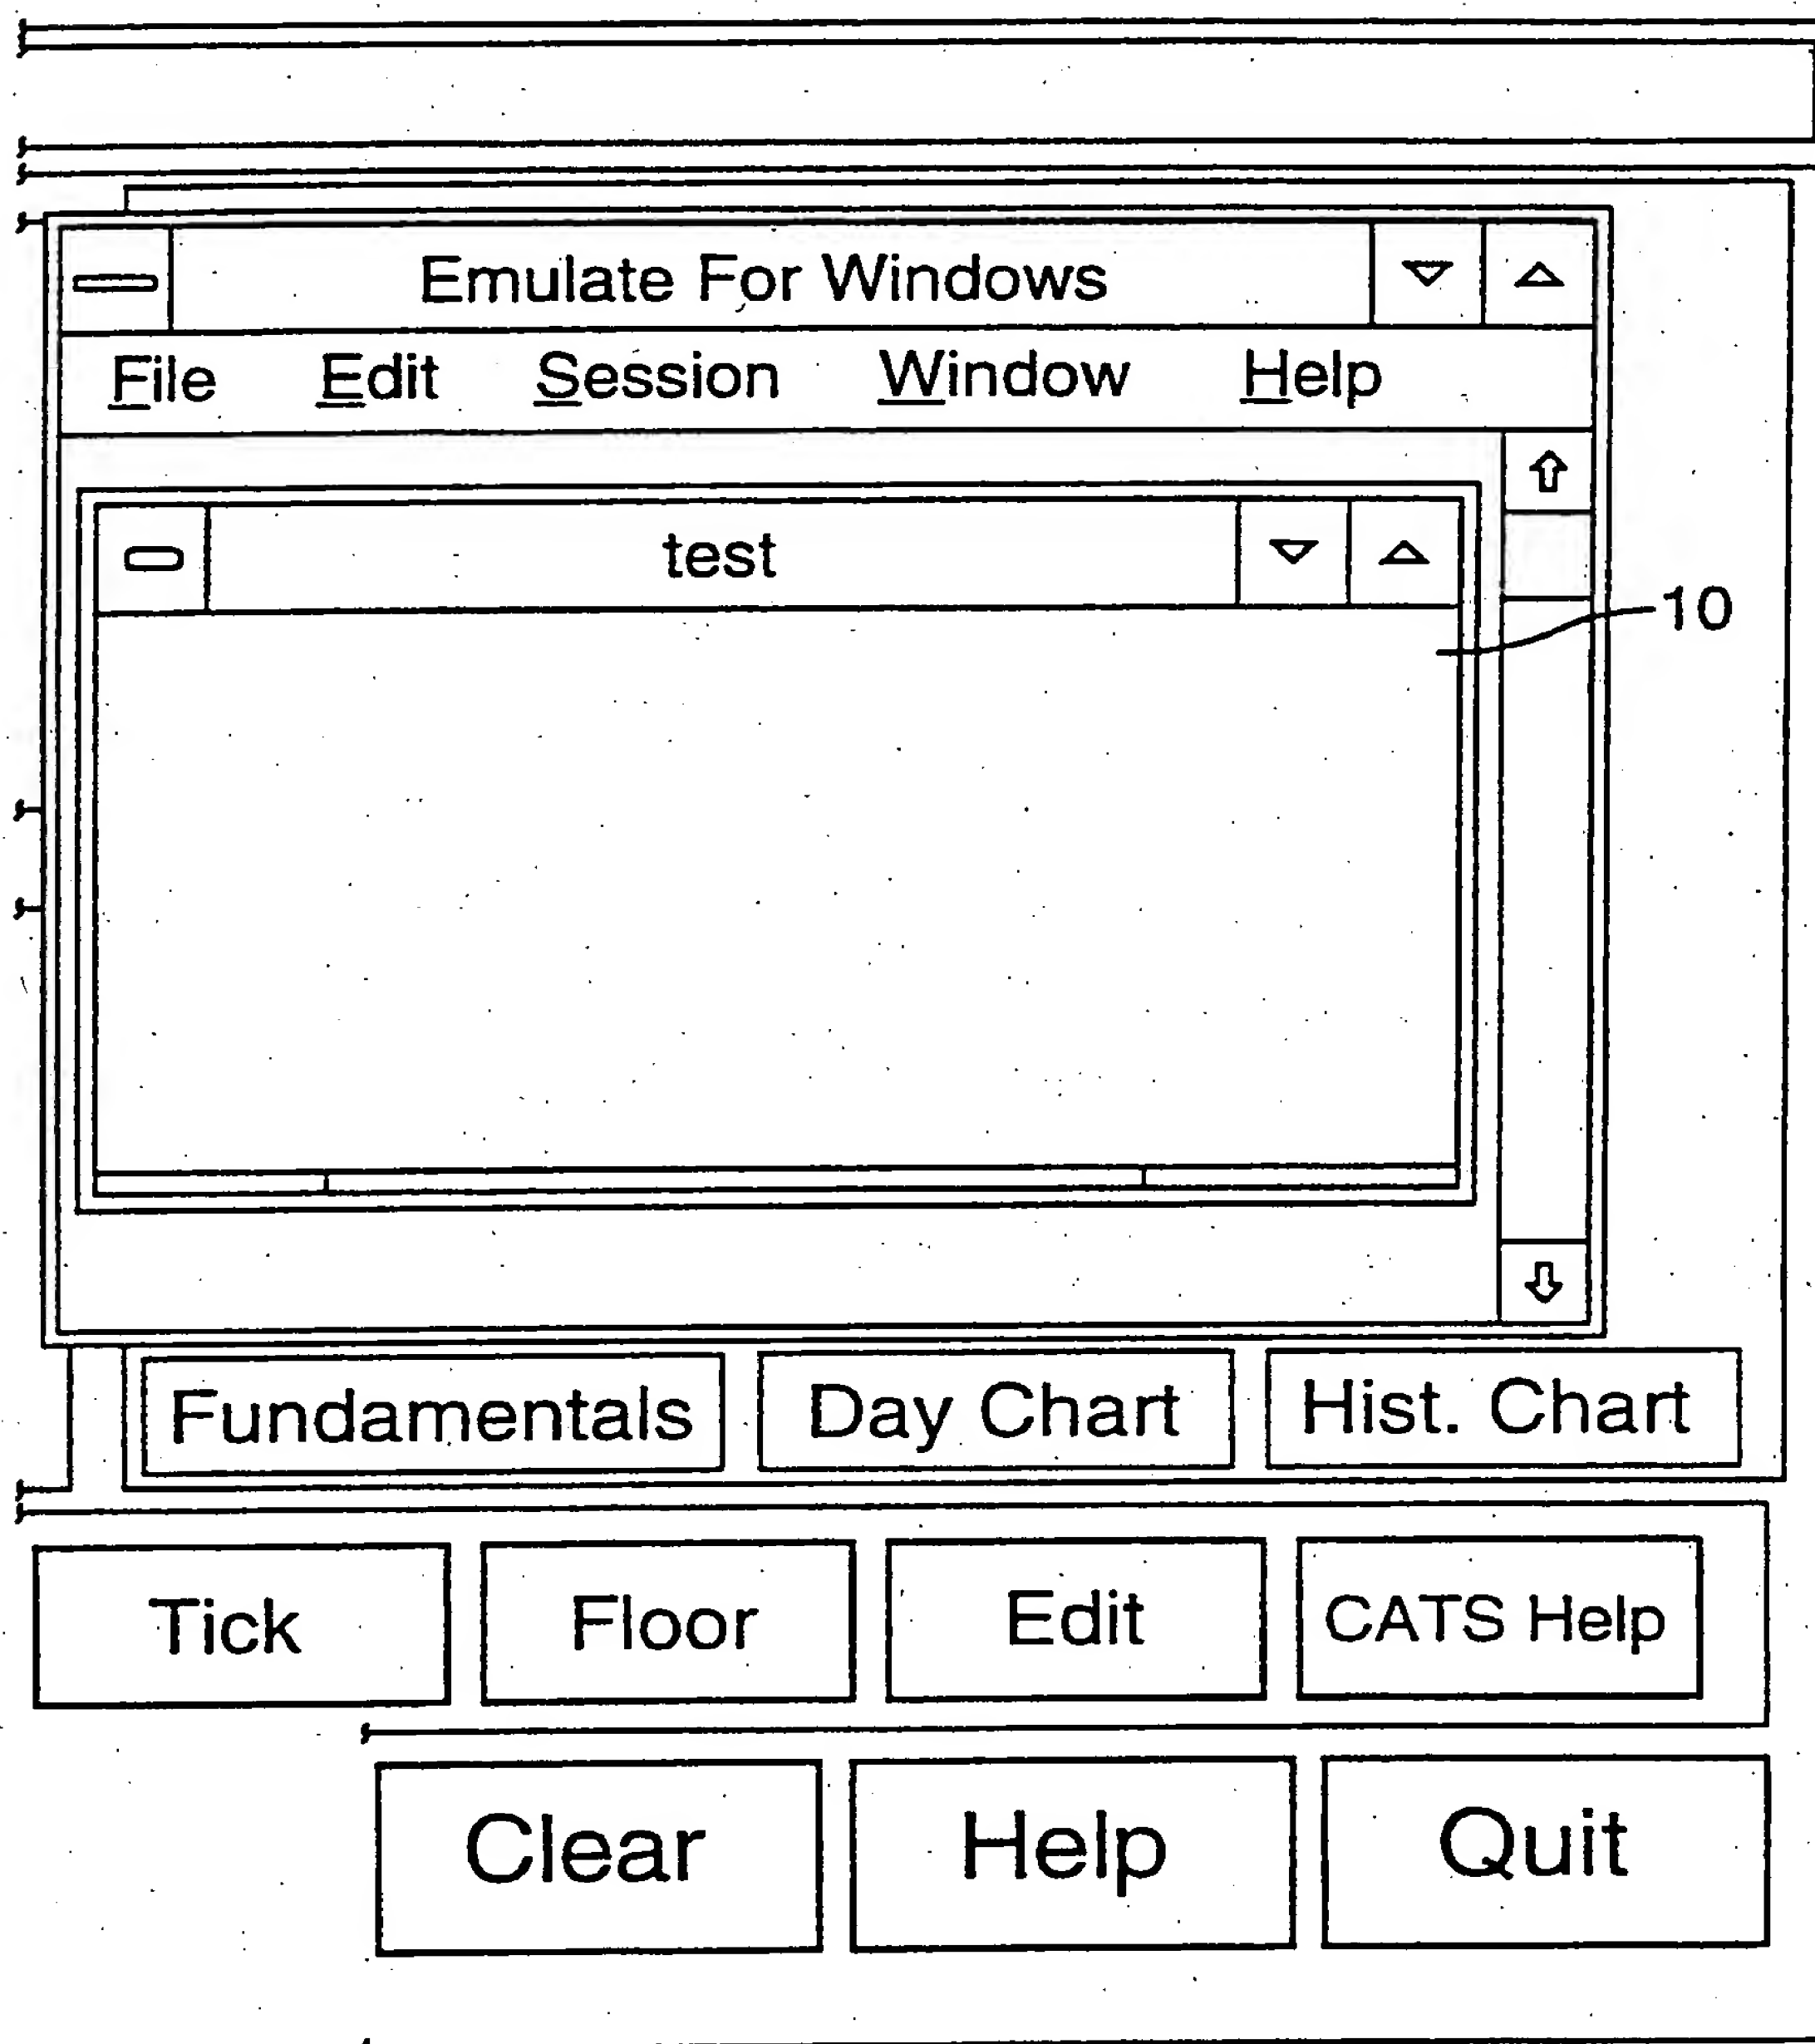 Emulate For Windows
File Edit Session Window Help
test
10
Fundamentals Day Chart Hist. Chart
Tick Floor Edit CATS Help
Clear Help Quit